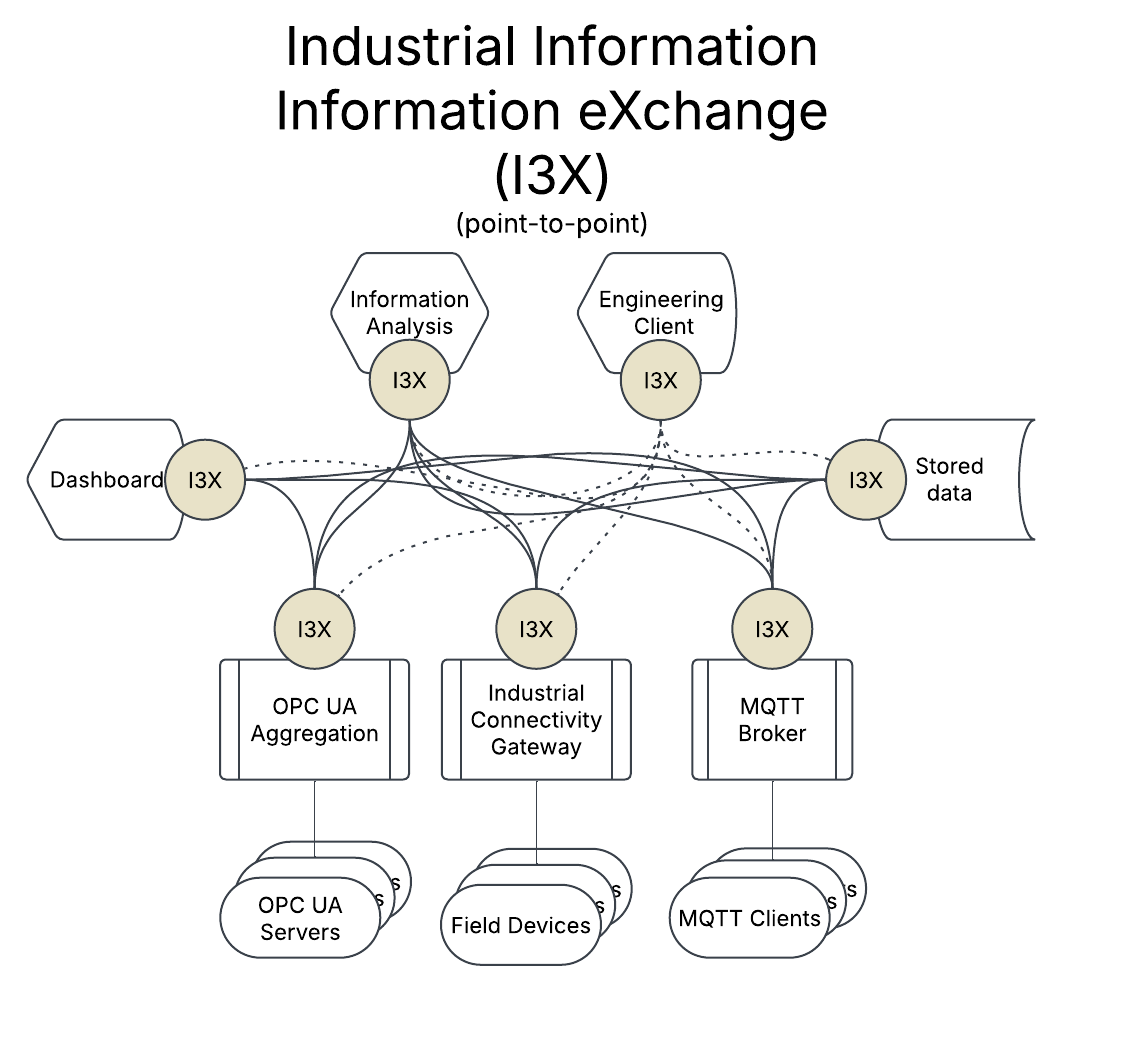 Industrial Information
Information eXchange
(I3X)
(point-to-point)
Information
Analysis
I3X
Engineering
Client
I3X
Dashboard
I3X
I3X
Stored
data
I3X
I3X
I3X
OPC UA
Aggregation
Industrial
Connectivity
Gateway
MQTT
Broker
s
s
OPC UA
Servers
s
s
Field Devices
s
s
MQTT Clients